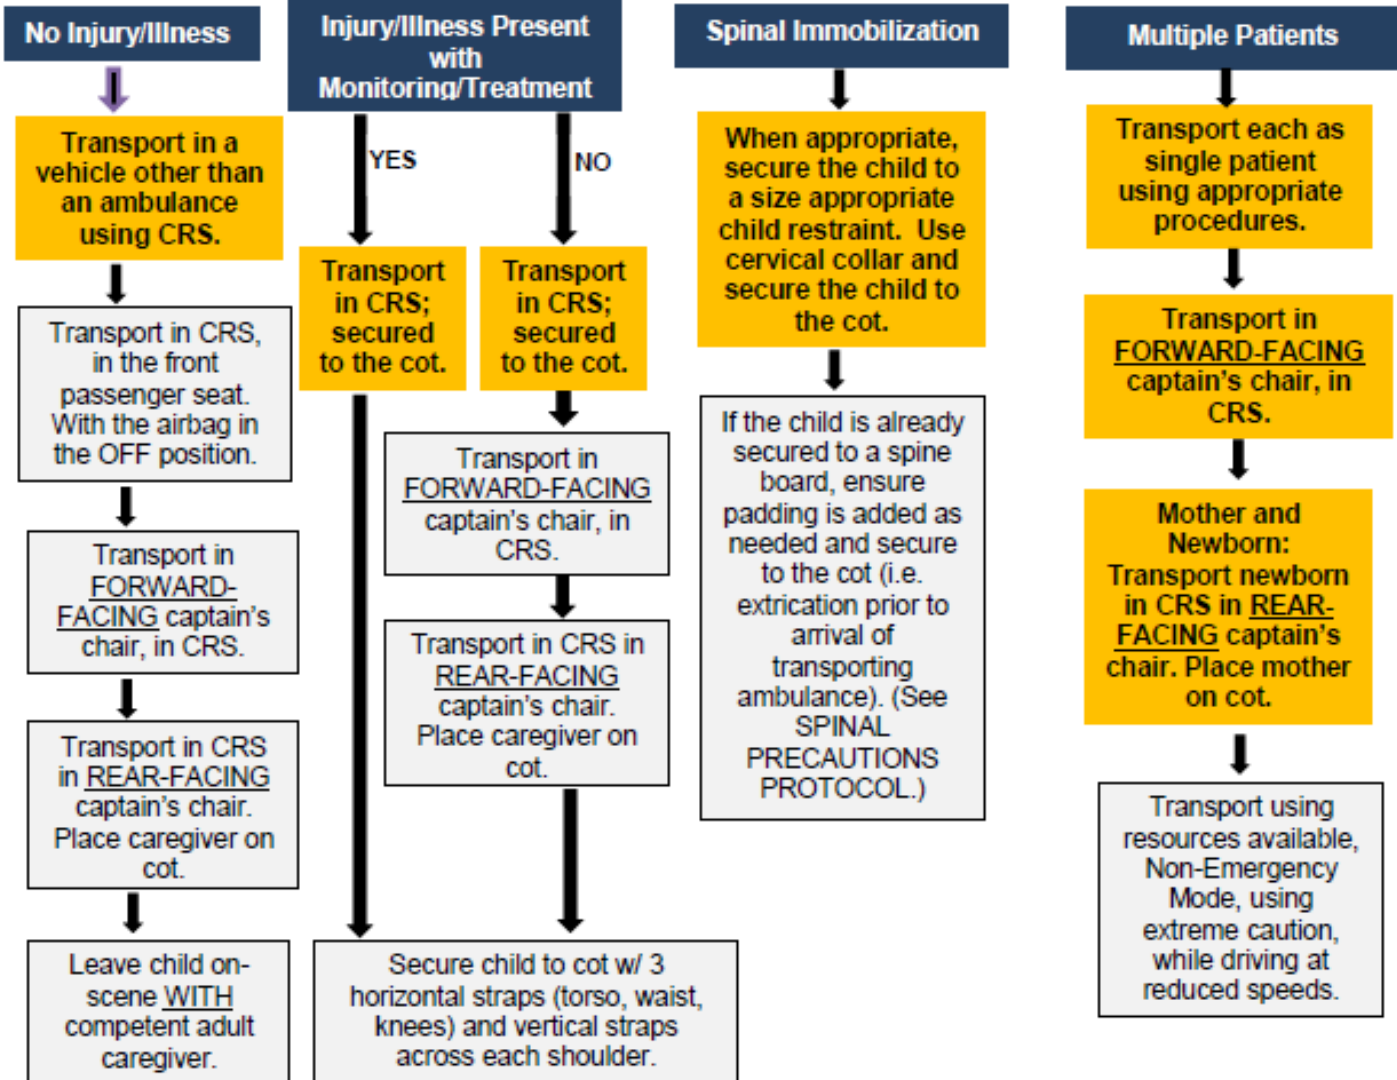 No Injury/Illness
Transport in a
vehicle other than
an ambulance
using CRS.
Transport in CRS,
in the front
passenger seat.
With the airbag in
the OFF position.
Transport in
FORWARD-
FACING captain's
chair, in CRS.
Transport in CRS
in REAR-FACING
captain's chair.
Place caregiver on
cot.
Leave child on-
scene WITH
competent adult
caregiver.
Injury/Illness Present
with
Monitoring/Treatment
YES
NO
Transport
in CRS;
secured
to the cot.
Transport
in CRS;
secured
to the cot.
Transport in
FORWARD-FACING
captain's chair, in
CRS.
Transport in CRS in
REAR-FACING
captain's chair.
Place caregiver on
cot.
Secure child to cot w/ 3
horizontal straps (torso, waist,
knees) and vertical straps
across each shoulder.
Spinal Immobilization
When appropriate,
secure the child to
a size appropriate
child restraint. Use
cervical collar and
secure the child to
the cot.
If the child is already
secured to a spine
board, ensure
padding is added as
needed and secure
to the cot (i.e.
extrication prior to
arrival of
transporting
ambulance). (See
SPINAL
PRECAUTIONS
PROTOCOL.)
Multiple Patients
Transport each as
single patient
using appropriate
procedures.
Transport in
FORWARD-FACING
captain's chair, in
CRS.
Mother and
Newborn:
Transport newborn
in CRS in REAR-
FACING captain's
chair. Place mother
on cot.
Transport using
resources available,
Non-Emergency
Mode, using
extreme caution,
while driving at
reduced speeds.